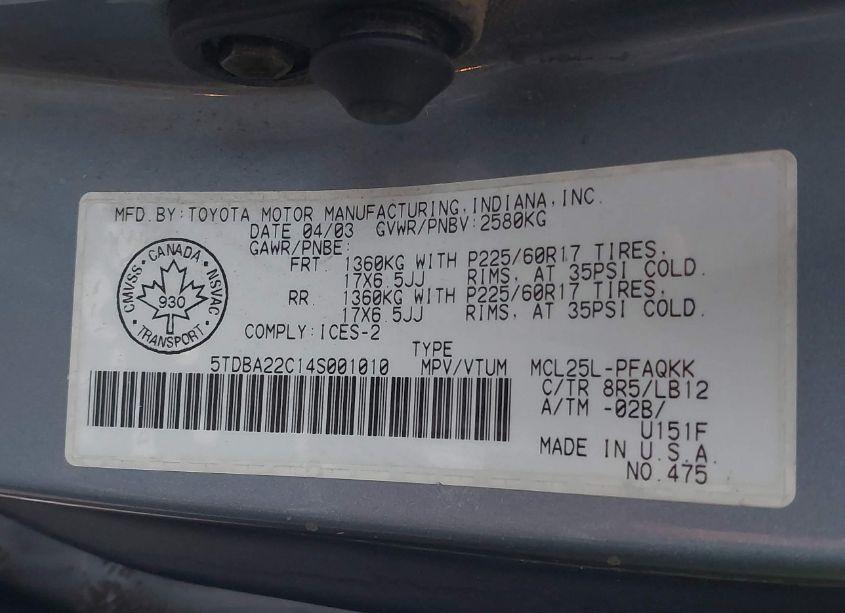 MFD.BY:TOYOTA MOTOR MANUFACTURING,INDIANA,INC.
DATE 04/03 GVWR/PNBV:2580KG
GAWR/PNBE:
FRT. 1360KG WITH P225/60R17 TIRES,
17X6.5JJ RIMS, AT 35PSI COLD.
RR. 1360KG WITH P225/60R17 TIRES,
17X6.5JJ RIMS, AT 35PSI COLD.
CANADA
CMVSS 930 NSVAC
TRANSPORT
COMPLY:ICES-2
TYPE
5TDBA22C14S001010 MPV/VTUM MCL25L-PFAQKK
C/TR 8R5/LB12
A/TM -02B/
U151F
MADE IN U.S.A.
NO.475